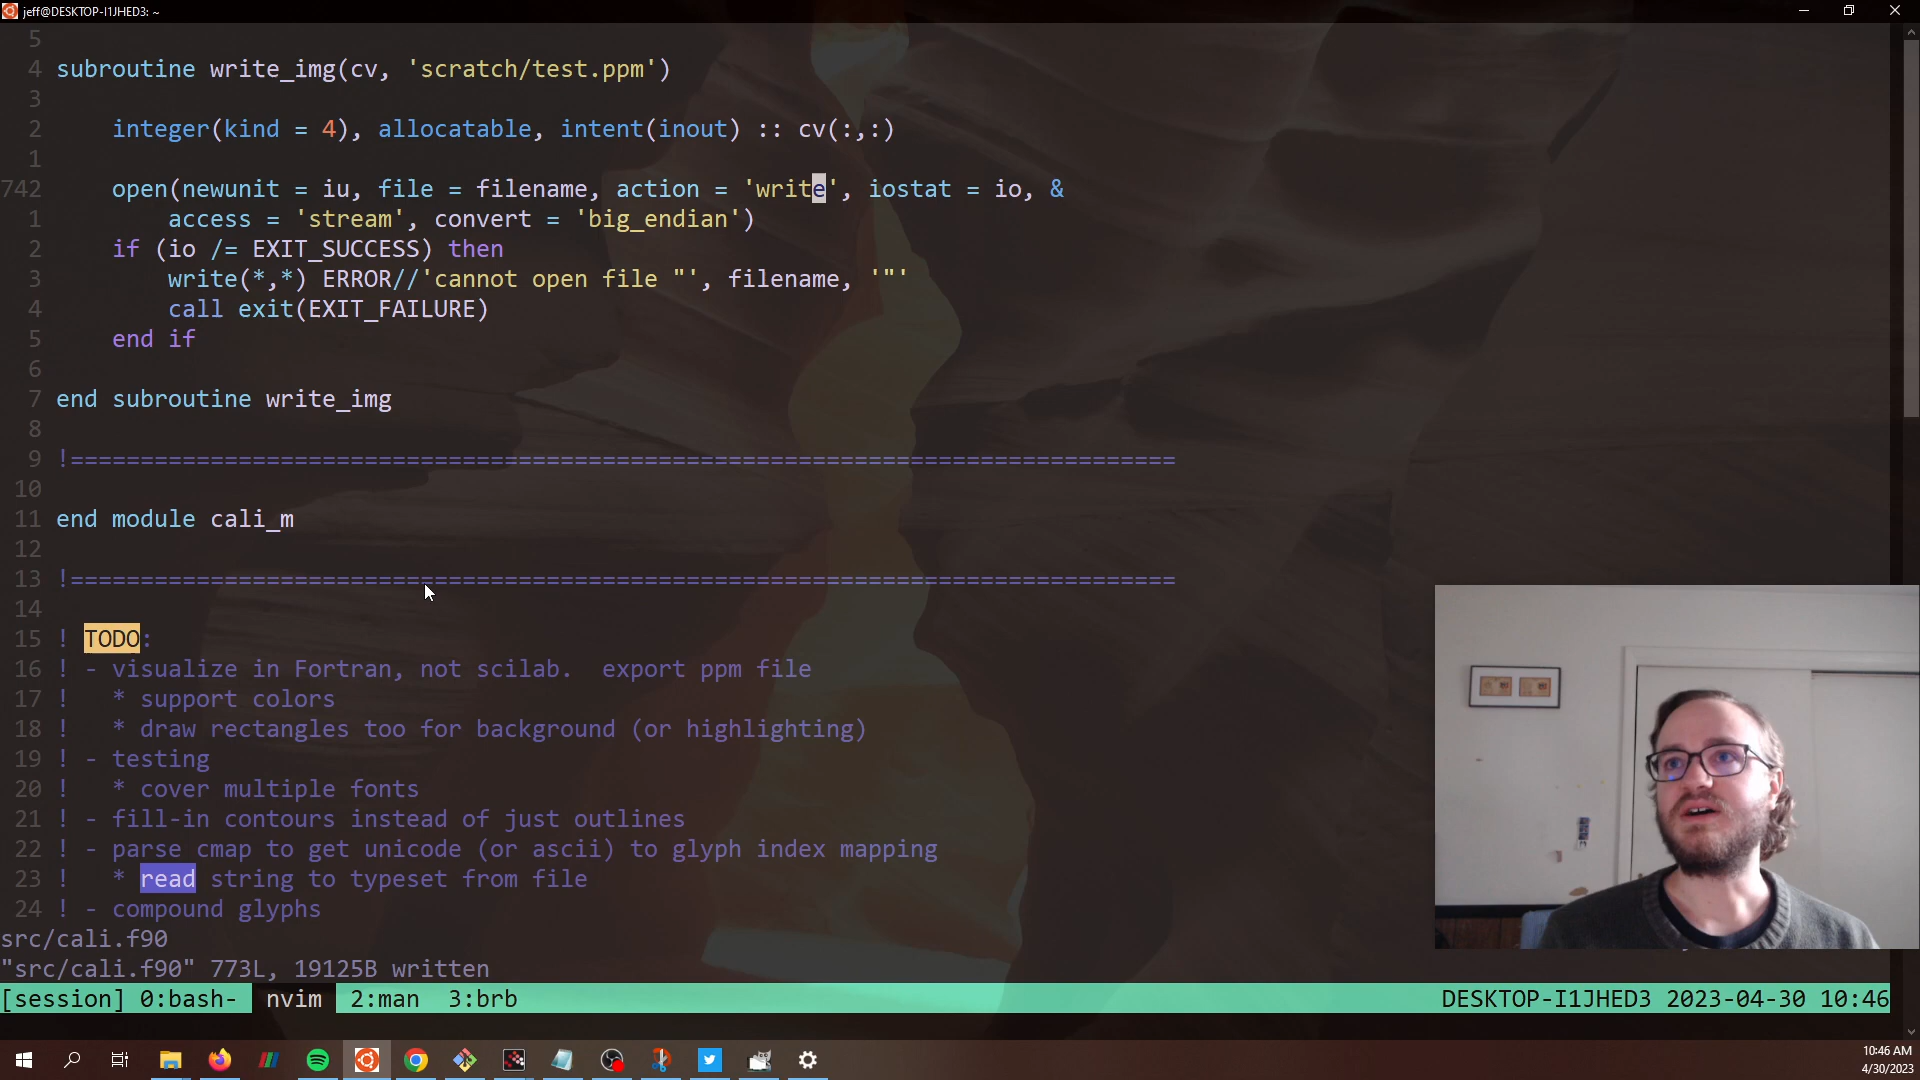 jeff@DESKTOP-I1JHED3: ~
5
4 subroutine write_img(cv, 'scratch/test.ppm')
3
2     integer(kind = 4), allocatable, intent(inout) :: cv(:,:)
1
742     open(newunit = iu, file = filename, action = 'write', iostat = io, &
1         access = 'stream', convert = 'big_endian')
2     if (io /= EXIT_SUCCESS) then
3         write(*,*) ERROR//'cannot open file "', filename, '"'
4         call exit(EXIT_FAILURE)
5     end if
6
7 end subroutine write_img
8
9 !===============================================================================
10
11 end module cali_m
12
13 !===============================================================================
14
15 ! TODO:
16 ! - visualize in Fortran, not scilab.  export ppm file
17 !   * support colors
18 !   * draw rectangles too for background (or highlighting)
19 ! - testing
20 !   * cover multiple fonts
21 ! - fill-in contours instead of just outlines
22 ! - parse cmap to get unicode (or ascii) to glyph index mapping
23 !   * read string to typeset from file
24 ! - compound glyphs
src/cali.f90
"src/cali.f90" 773L, 19125B written
[session] 0:bash- nvim 2:man 3:brb DESKTOP-I1JHED3 2023-04-30 10:46
10:46 AM
4/30/2023